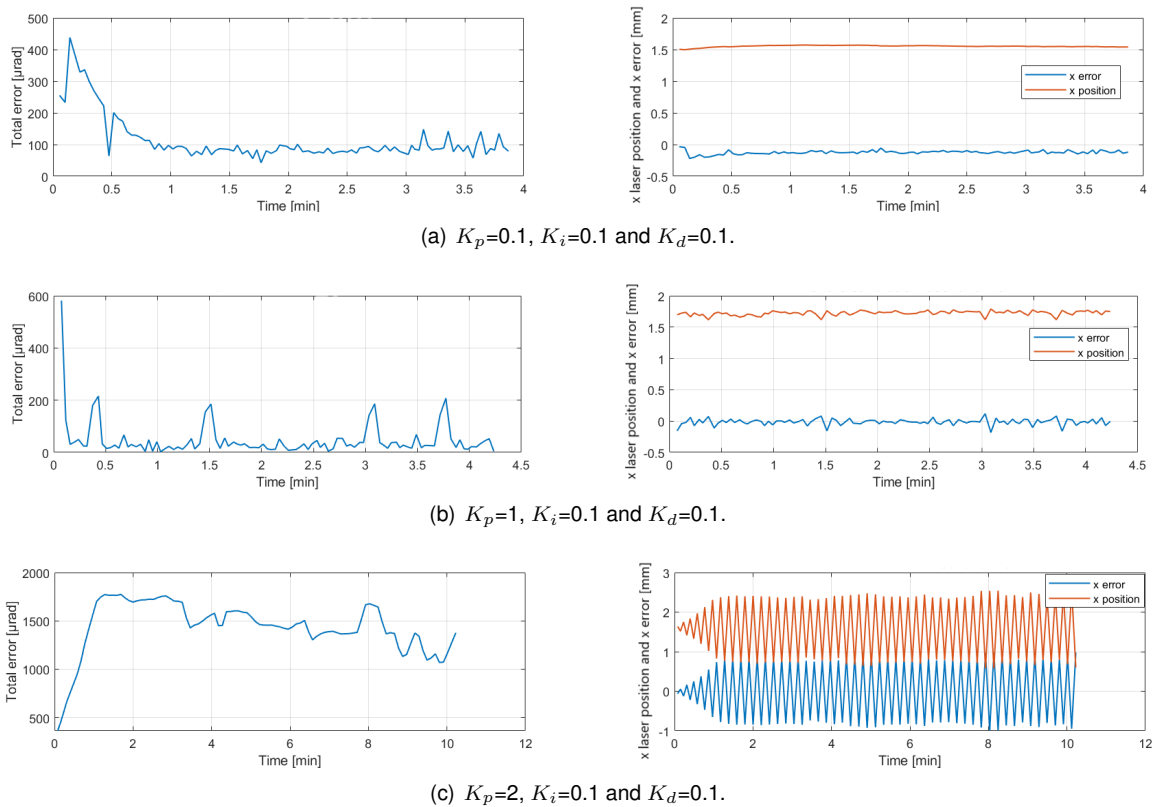 Total error [μrad]
500
400
300
200
100
0
0 0.5 1 1.5 2 2.5 3 3.5 4
Time [min]
x laser position and x error [mm]
2
1.5
1
0.5
0
-0.5
x error
x position
0 0.5 1 1.5 2 2.5 3 3.5 4
Time [min]
(a) Kp=0.1, Ki=0.1 and Kd=0.1.
Total error [μrad]
600
400
200
0
0 0.5 1 1.5 2 2.5 3 3.5 4 4.5
Time [min]
x laser position and x error [mm]
2
1.5
1
0.5
0
-0.5
x error
x position
0 0.5 1 1.5 2 2.5 3 3.5 4 4.5
Time [min]
(b) Kp=1, Ki=0.1 and Kd=0.1.
Total error [μrad]
2000
1500
1000
500
0 2 4 6 8 10 12
Time [min]
x laser position and x error [mm]
3
2
1
0
-1
x error
x position
0 2 4 6 8 10 12
Time [min]
(c) Kp=2, Ki=0.1 and Kd=0.1.